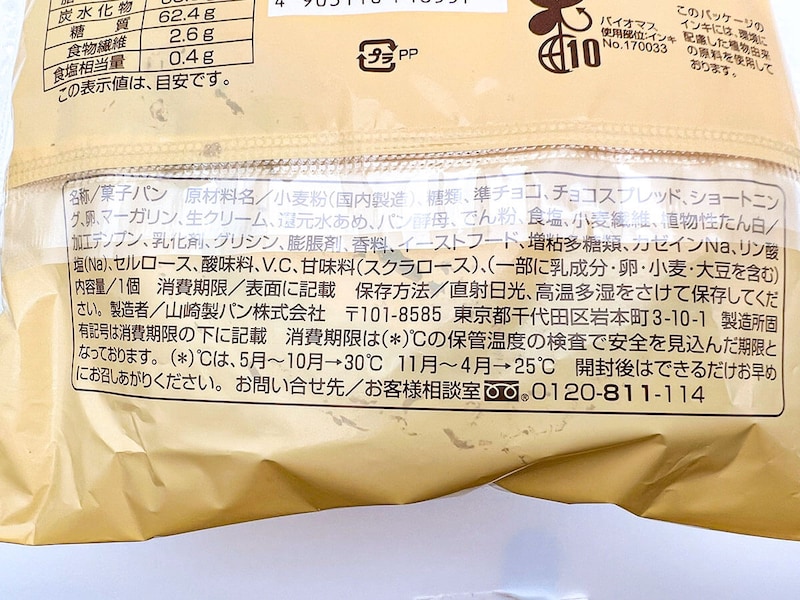 炭水化物
糖質 62.4g
食物繊維 2.6g
食塩相当量 0.4g
この表示値は、目安です。
プラ PP
10
バイオマス
使用部位:インキ
No.170033
このパッケージの
インキには、環境に
配慮した植物由来
の原料を使用して
おります。
名称/菓子パン 原材料名/小麦粉(国内製造)、糖類、準チョコ、チョコスプレッド、ショートニン
グ、卵、マーガリン、生クリーム、還元水あめ、パン酵母、でん粉、食塩、小麦繊維、植物性たん白/
加工デンプン、乳化剤、グリシン、膨脹剤、香料、イーストフード、増粘多糖類、カゼインNa、リン酸
塩(Na)、セルロース、酸味料、V.C、甘味料(スクラロース)、(一部に乳成分・卵・小麦・大豆を含む)
内容量/1個 消費期限/表面に記載 保存方法/直射日光、高温多湿をさけて保存してくだ
さい。製造者/山崎製パン株式会社 〒101-8585 東京都千代田区岩本町3-10-1 製造所固
有記号は消費期限の下に記載 消費期限は(*)℃の保管温度の検査で安全を見込んだ期限と
なっております。(*)℃は、5月~10月→30℃ 11月~4月→25℃ 開封後はできるだけお早め
にお召しあがりください。お問い合せ先/お客様相談室 ®0120-811-114